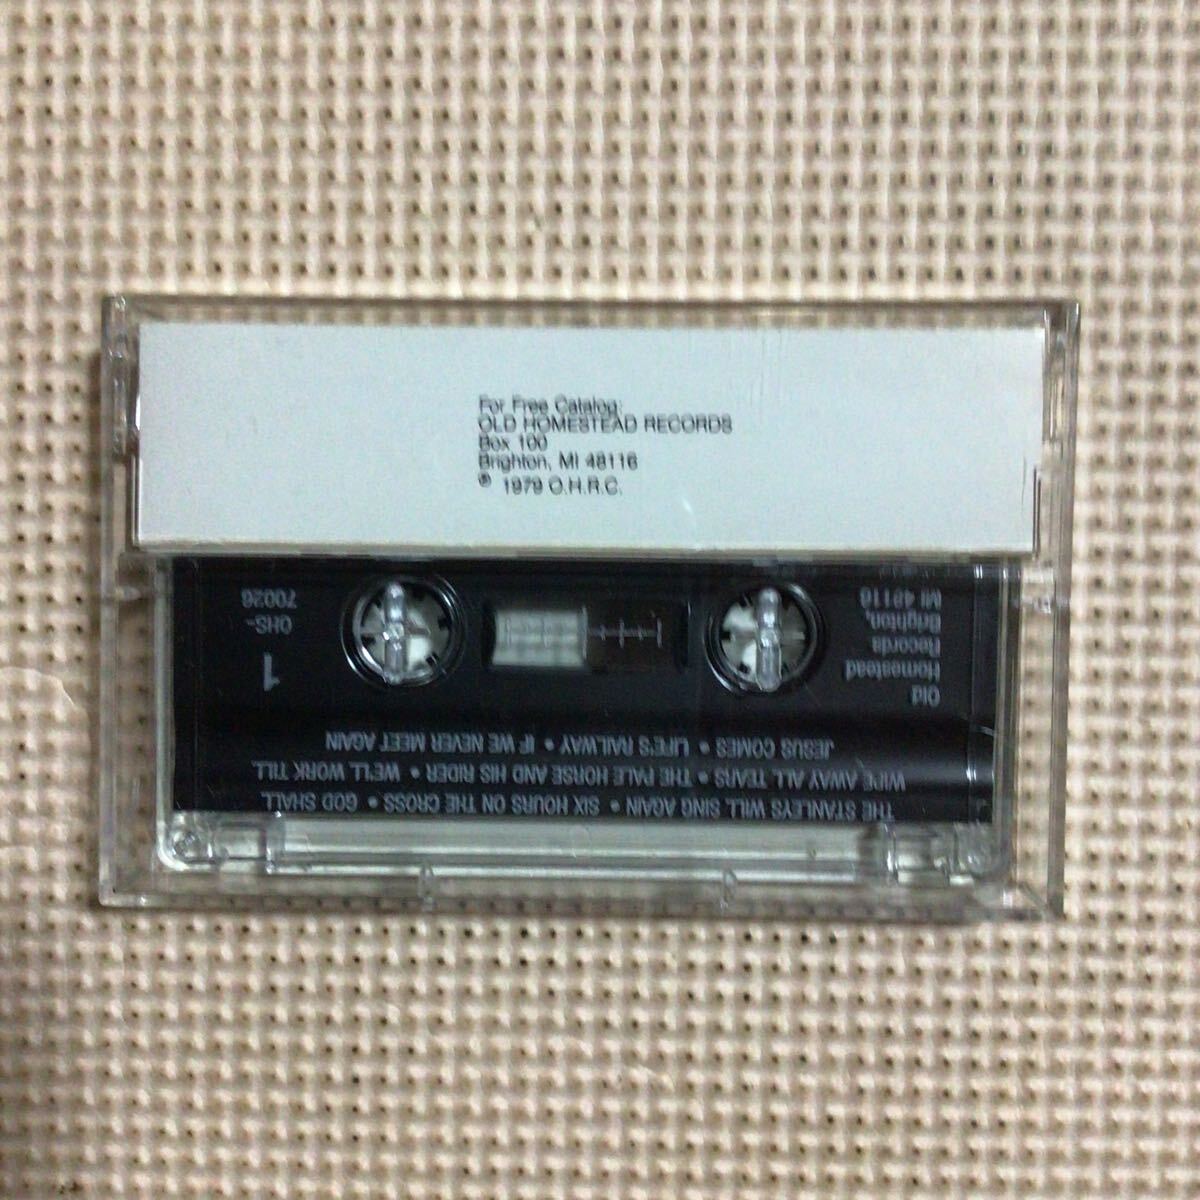 For Free Catalog:
OLD HOMESTEAD RECORDS
Box 100
Brighton, MI 48116
℗ 1979 O.H.R.C.
THE STANLEYS WILL SING AGAIN • SIX HOURS ON THE CROSS • GOD SHALL
WIPE AWAY ALL TEARS • THE PALE HORSE AND HIS RIDER • WE'LL WORK TILL
JESUS COMES • LIFE'S RAILWAY • IF WE NEVER MEET AGAIN
Old
Homestead
Records
Brighton,
MI 48116
1
OHS-
70026